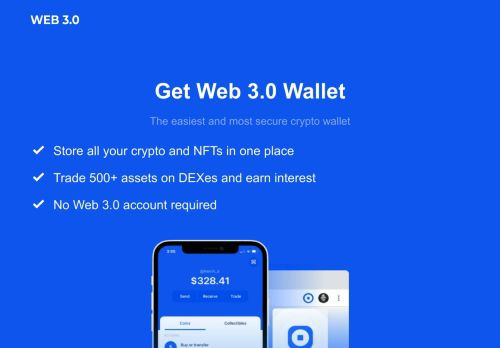 WEB 3.0
Get Web 3.0 Wallet
The easiest and most secure crypto wallet
Store all your crypto and NFTs in one place
Trade 500+ assets on DEXes and earn interest
No Web 3.0 account required
$328.41
Send Receive Trade
Coins Collectibles
Buy or transfer